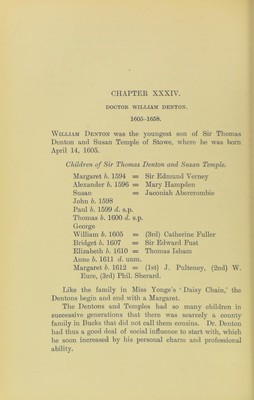 CHAPTER XXXIV.
DOCTOR WILLIAM DENTON.
1605–1658.
WILLIAM DENTON was the youngest son of Sir Thomas
Denton and Susan Temple of Stowe, where he was born
April 14, 1605.
Children of Sir Thomas Denton and Susan Temple.
Margaret b. 1594 = Sir Edmund Verney
Alexander b. 1596 = Mary Hampden
Susan = Jaconiah Abercrombie
John b. 1598
Paul b. 1599 d. s.p.
Thomas b. 1600 d. s.p.
George
William b. 1605 = (3rd) Catherine Fuller
Bridget b. 1607 = Sir Edward Fust
Elizabeth b. 1610 = Thomas Isham
Anne b. 1611 d. unm.
Margaret b. 1612 = (1st) J. Pulteney, (2nd) W.
Eure, (3rd) Phil. Sherard.
Like the family in Miss Yonge's 'Daisy Chain,' the
Dentons begin and end with a Margaret.
The Dentons and Temples had so many children in
successive generations that there was scarcely a county
family in Bucks that did not call them cousins. Dr. Denton
had thus a good deal of social influence to start with, which
he soon increased by his personal charm and professional
ability.